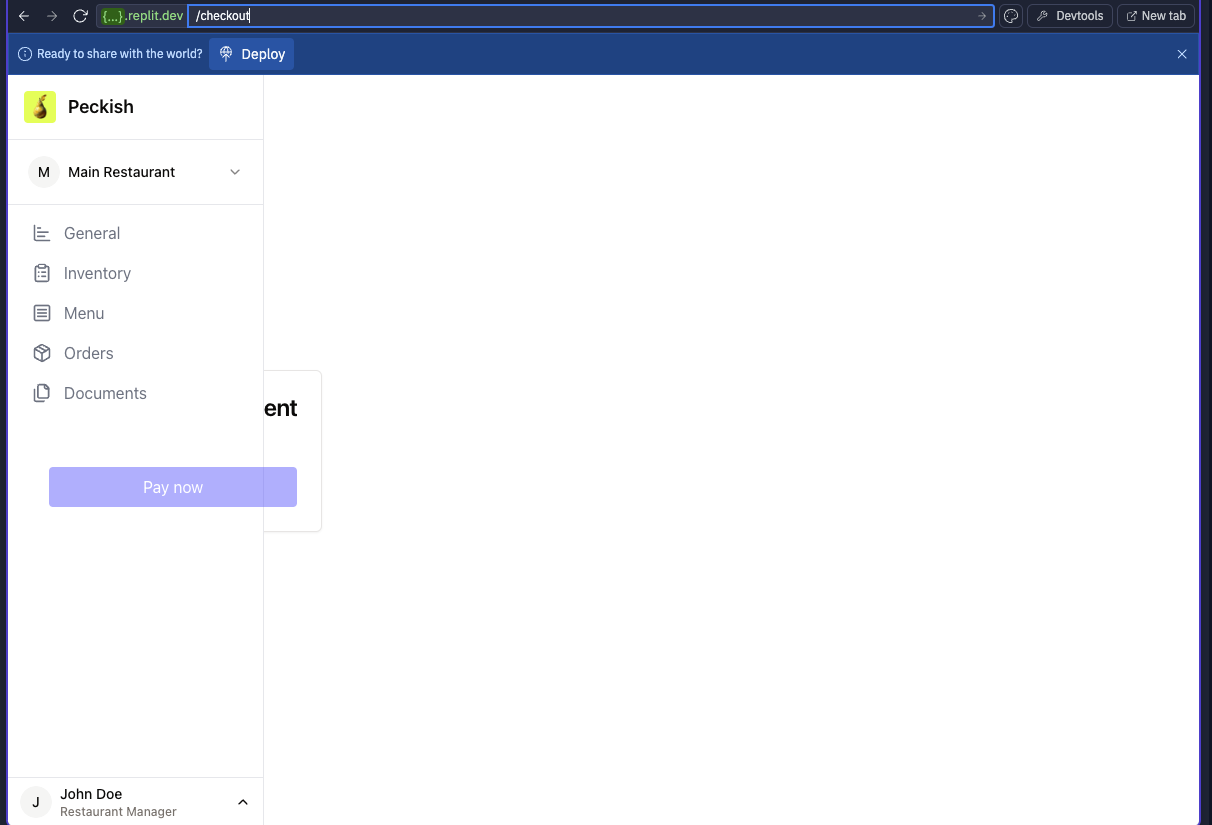 {...}.replit.dev /checkout Devtools New tab
Ready to share with the world? Deploy
Peckish
M Main Restaurant
General
Inventory
Menu
Orders
Documents
ent
Pay now
J John Doe
Restaurant Manager